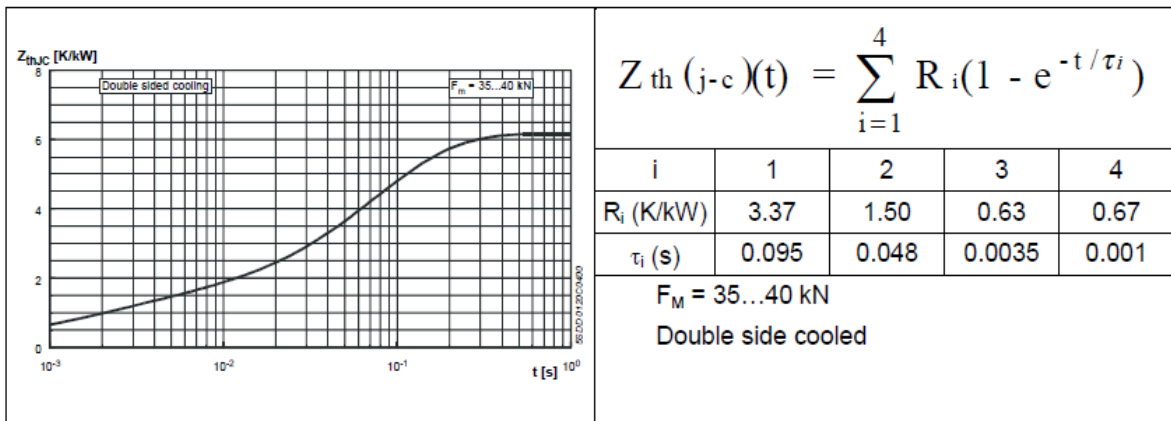 Z_thJC [K/kW]
8
Double sided cooling
F_m = 35...40 kN
6
4
2
0
10^-3
10^-2
10^-1
t [s]
10^0
Z th (j-c)(t) = 4 ∑ i=1 R i(1 - e^-t/τi)
i 1 2 3 4
R_i (K/kW) 3.37 1.50 0.63 0.67
τ_i (s) 0.095 0.048 0.0035 0.001
F_M = 35...40 kN
Double side cooled